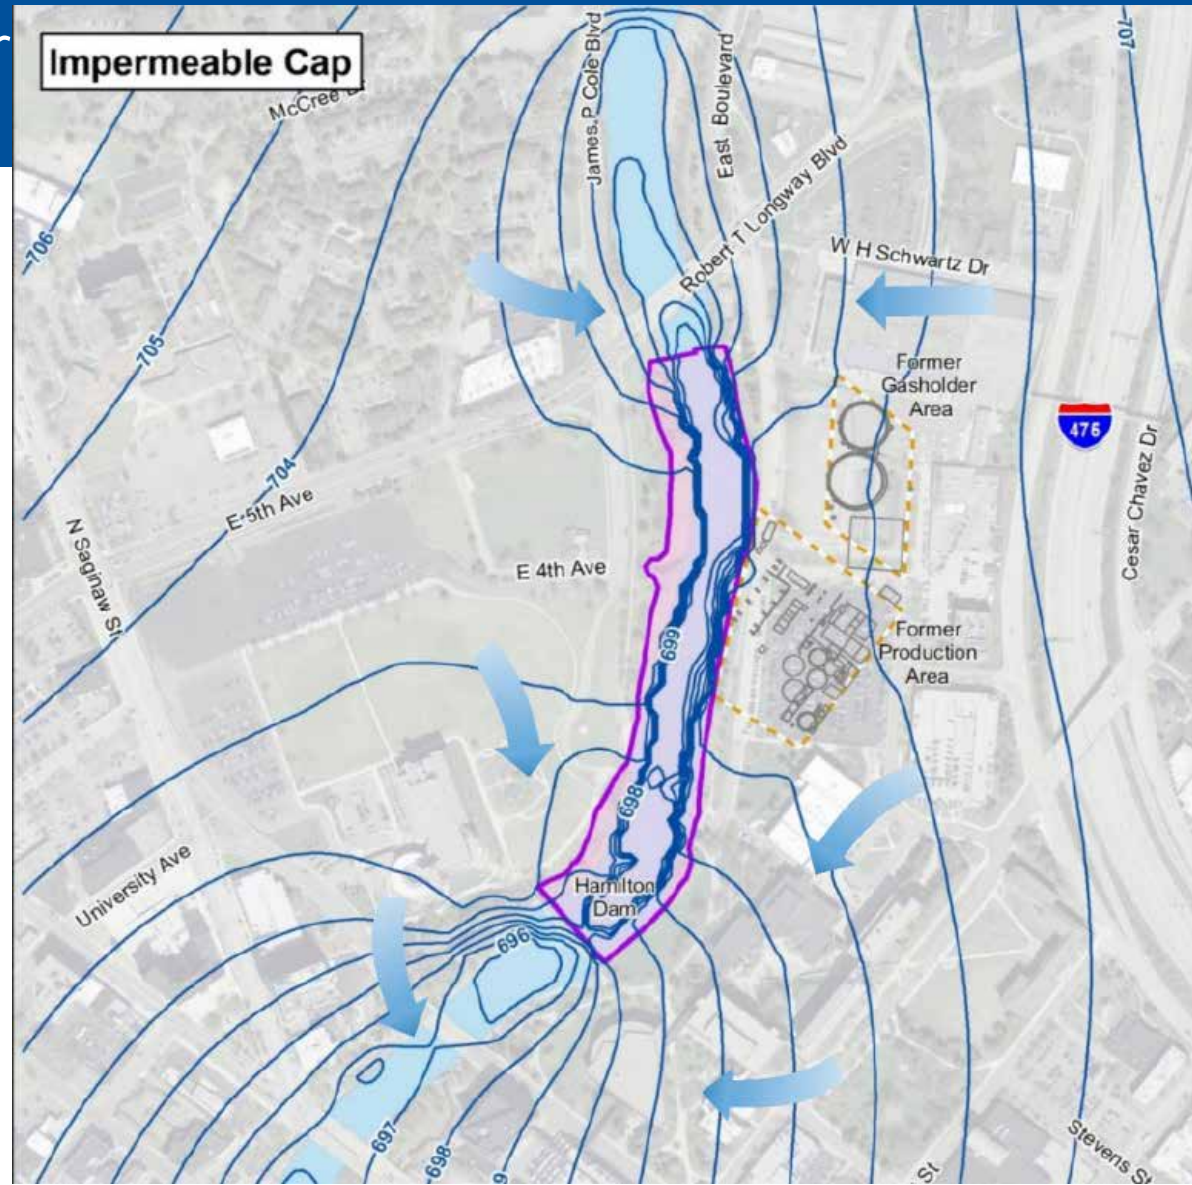 Impermeable Cap
James P Cole Blvd
East Boulevard
707
Robert T Longway Blvd
706
W H Schwartz Dr
705
Former
Gasholder
Area
475
704
E 5th Ave
Cesar Chavez Dr
N Saginaw St
E 4th Ave
699
Former
Production
Area
698
University Ave
Hamilton
Dam
696
697
698
Stevens St
St